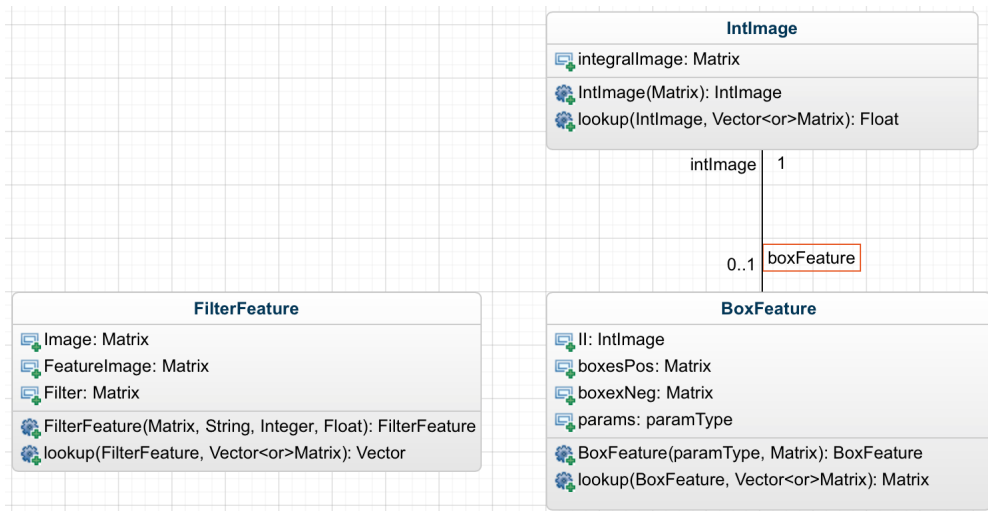 IntImage
integralImage: Matrix
IntImage(Matrix): IntImage
lookup(IntImage, Vector<or>Matrix): Float
intImage 1
0..1 boxFeature
FilterFeature
Image: Matrix
FeatureImage: Matrix
Filter: Matrix
FilterFeature(Matrix, String, Integer, Float): FilterFeature
lookup(FilterFeature, Vector<or>Matrix): Vector
BoxFeature
II: IntImage
boxesPos: Matrix
boxexNeg: Matrix
params: paramType
BoxFeature(paramType, Matrix): BoxFeature
lookup(BoxFeature, Vector<or>Matrix): Matrix